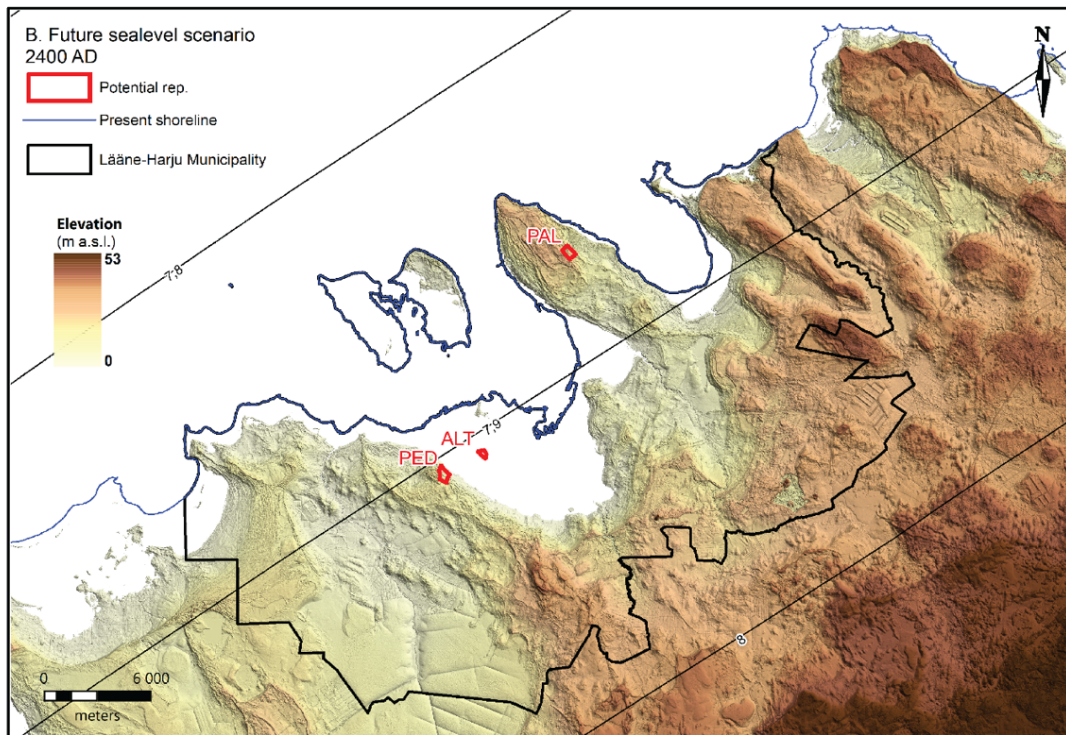 B. Future sealevel scenario
2400 AD
Potential rep.
Present shoreline
Lääne-Harju Municipality
N
Elevation
(m a.s.l.)
53
0
7,8
PAL
7,9
ALT
PED
8
0 6 000
meters